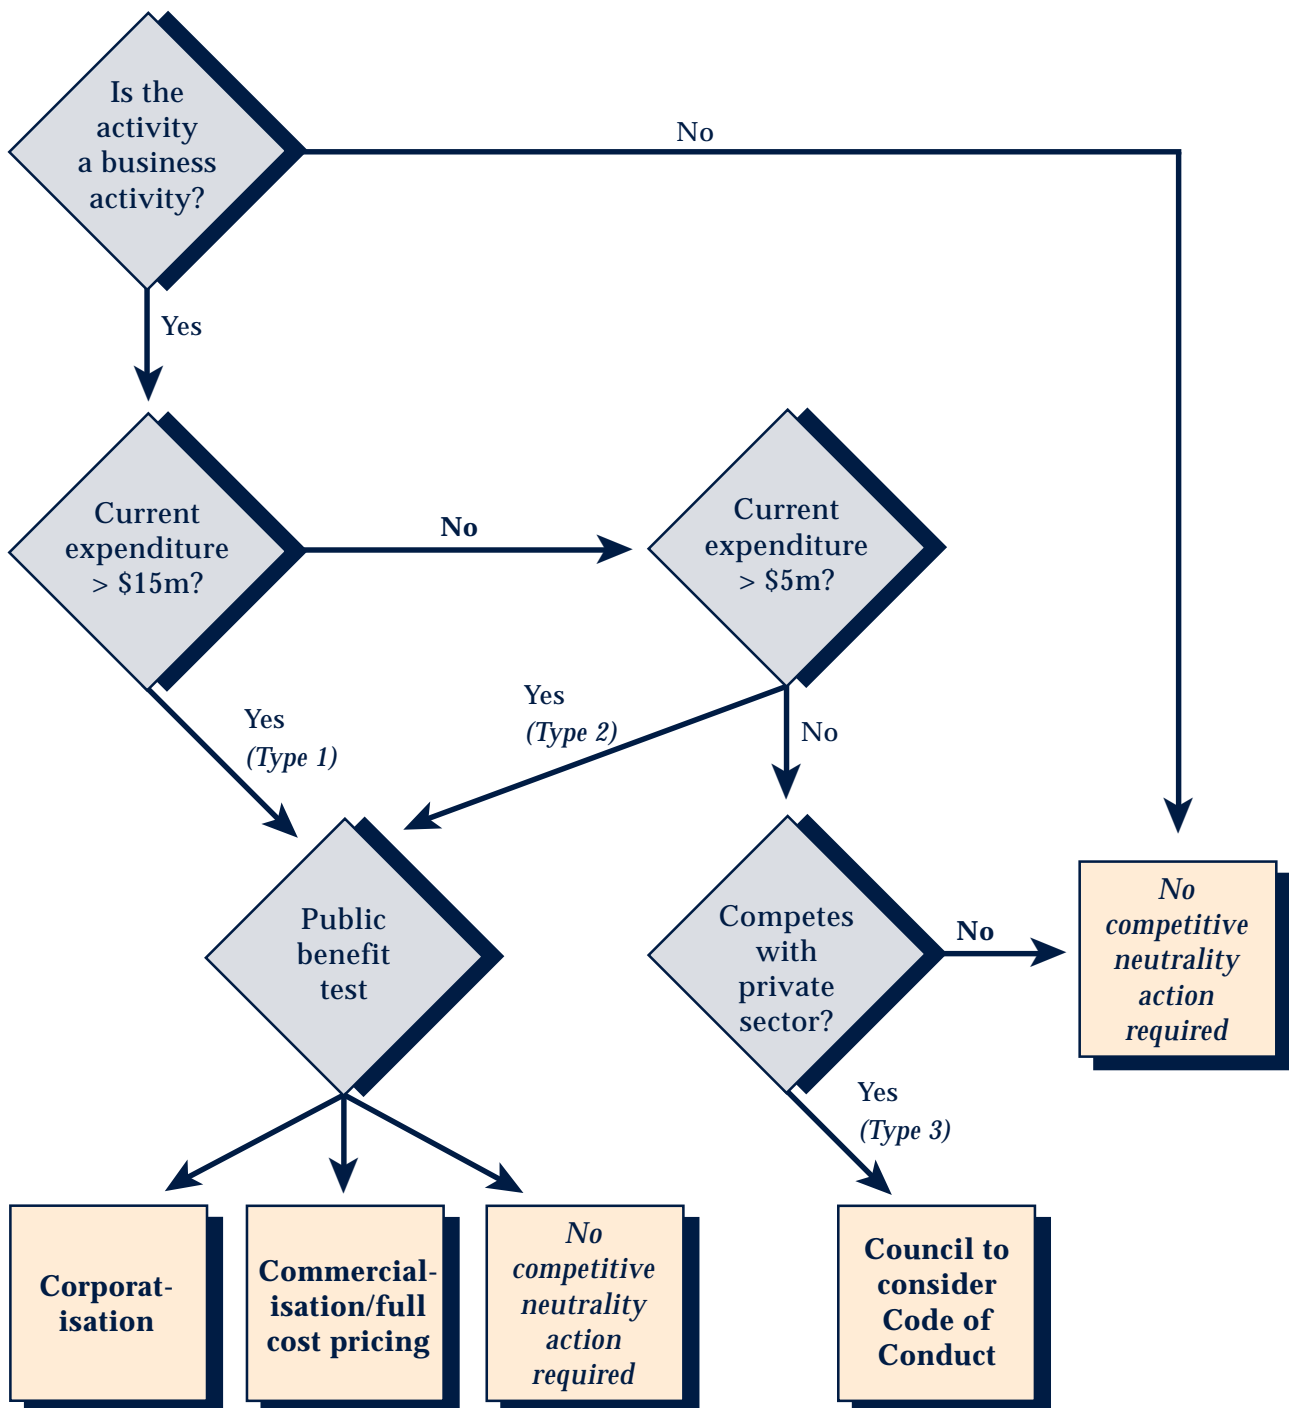 Is the
activity
a business
activity?
No
Yes
Current
expenditure
> $15m?
No
Current
expenditure
> $5m?
Yes
(Type 1)
Yes
(Type 2)
No
Public
benefit
test
Competes
with
private
sector?
No
No
competitive
neutrality
action
required
Yes
(Type 3)
Corporat-
isation
Commercial-
isation/full
cost pricing
No
competitive
neutrality
action
required
Council to
consider
Code of
Conduct